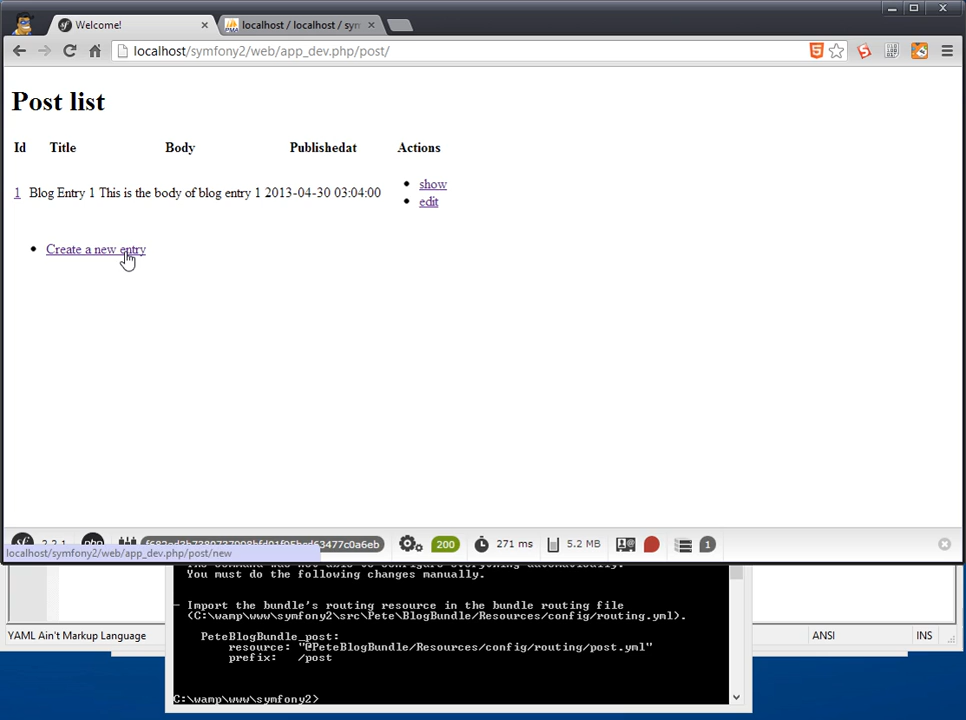 Welcome!
localhost / localhost / sym
localhost/symfony2/web/app_dev.php/post/
Post list
Id Title Body Publishedat Actions
1 Blog Entry 1 This is the body of blog entry 1 2013-04-30 03:04:00
show
edit
Create a new entry
200 271 ms 5.2 MB 1
localhost/symfony2/web/app_dev.php/post/new
You must do the following changes manually.
- Import the bundle's routing resource in the bundle routing file
(C:\wamp\www\symfony2\src\Pete\BlogBundle/Resources/config/routing.yml).
PeteBlogBundle_post:
resource: "@PeteBlogBundle/Resources/config/routing/post.yml"
prefix: /post
C:\wamp\www\symfony2>
YAML Ain't Markup Language
ANSI
INS